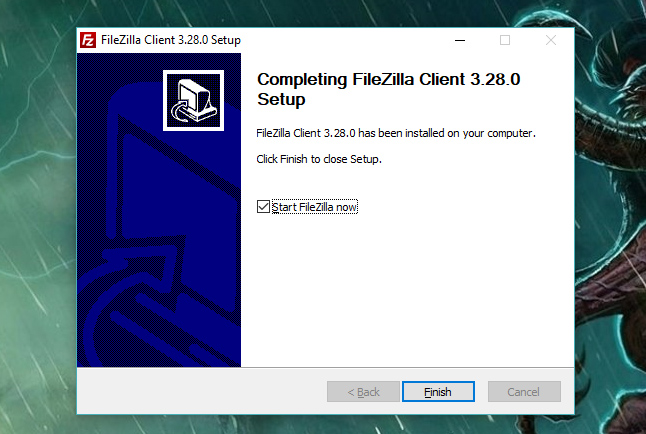 FileZilla Client 3.28.0 Setup
Completing FileZilla Client 3.28.0
Setup
FileZilla Client 3.28.0 has been installed on your computer.
Click Finish to close Setup.
Start FileZilla now
< Back
Finish
Cancel